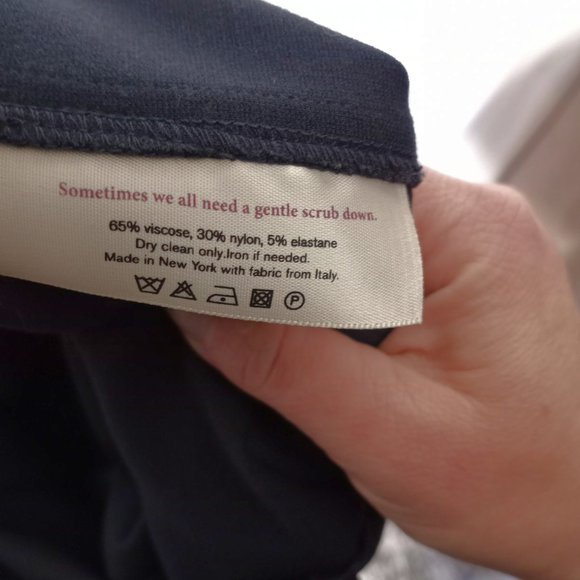 Sometimes we all need a gentle scrub down.
65% viscose, 30% nylon, 5% elastane
Dry clean only.Iron if needed.
Made in New York with fabric from Italy.
P